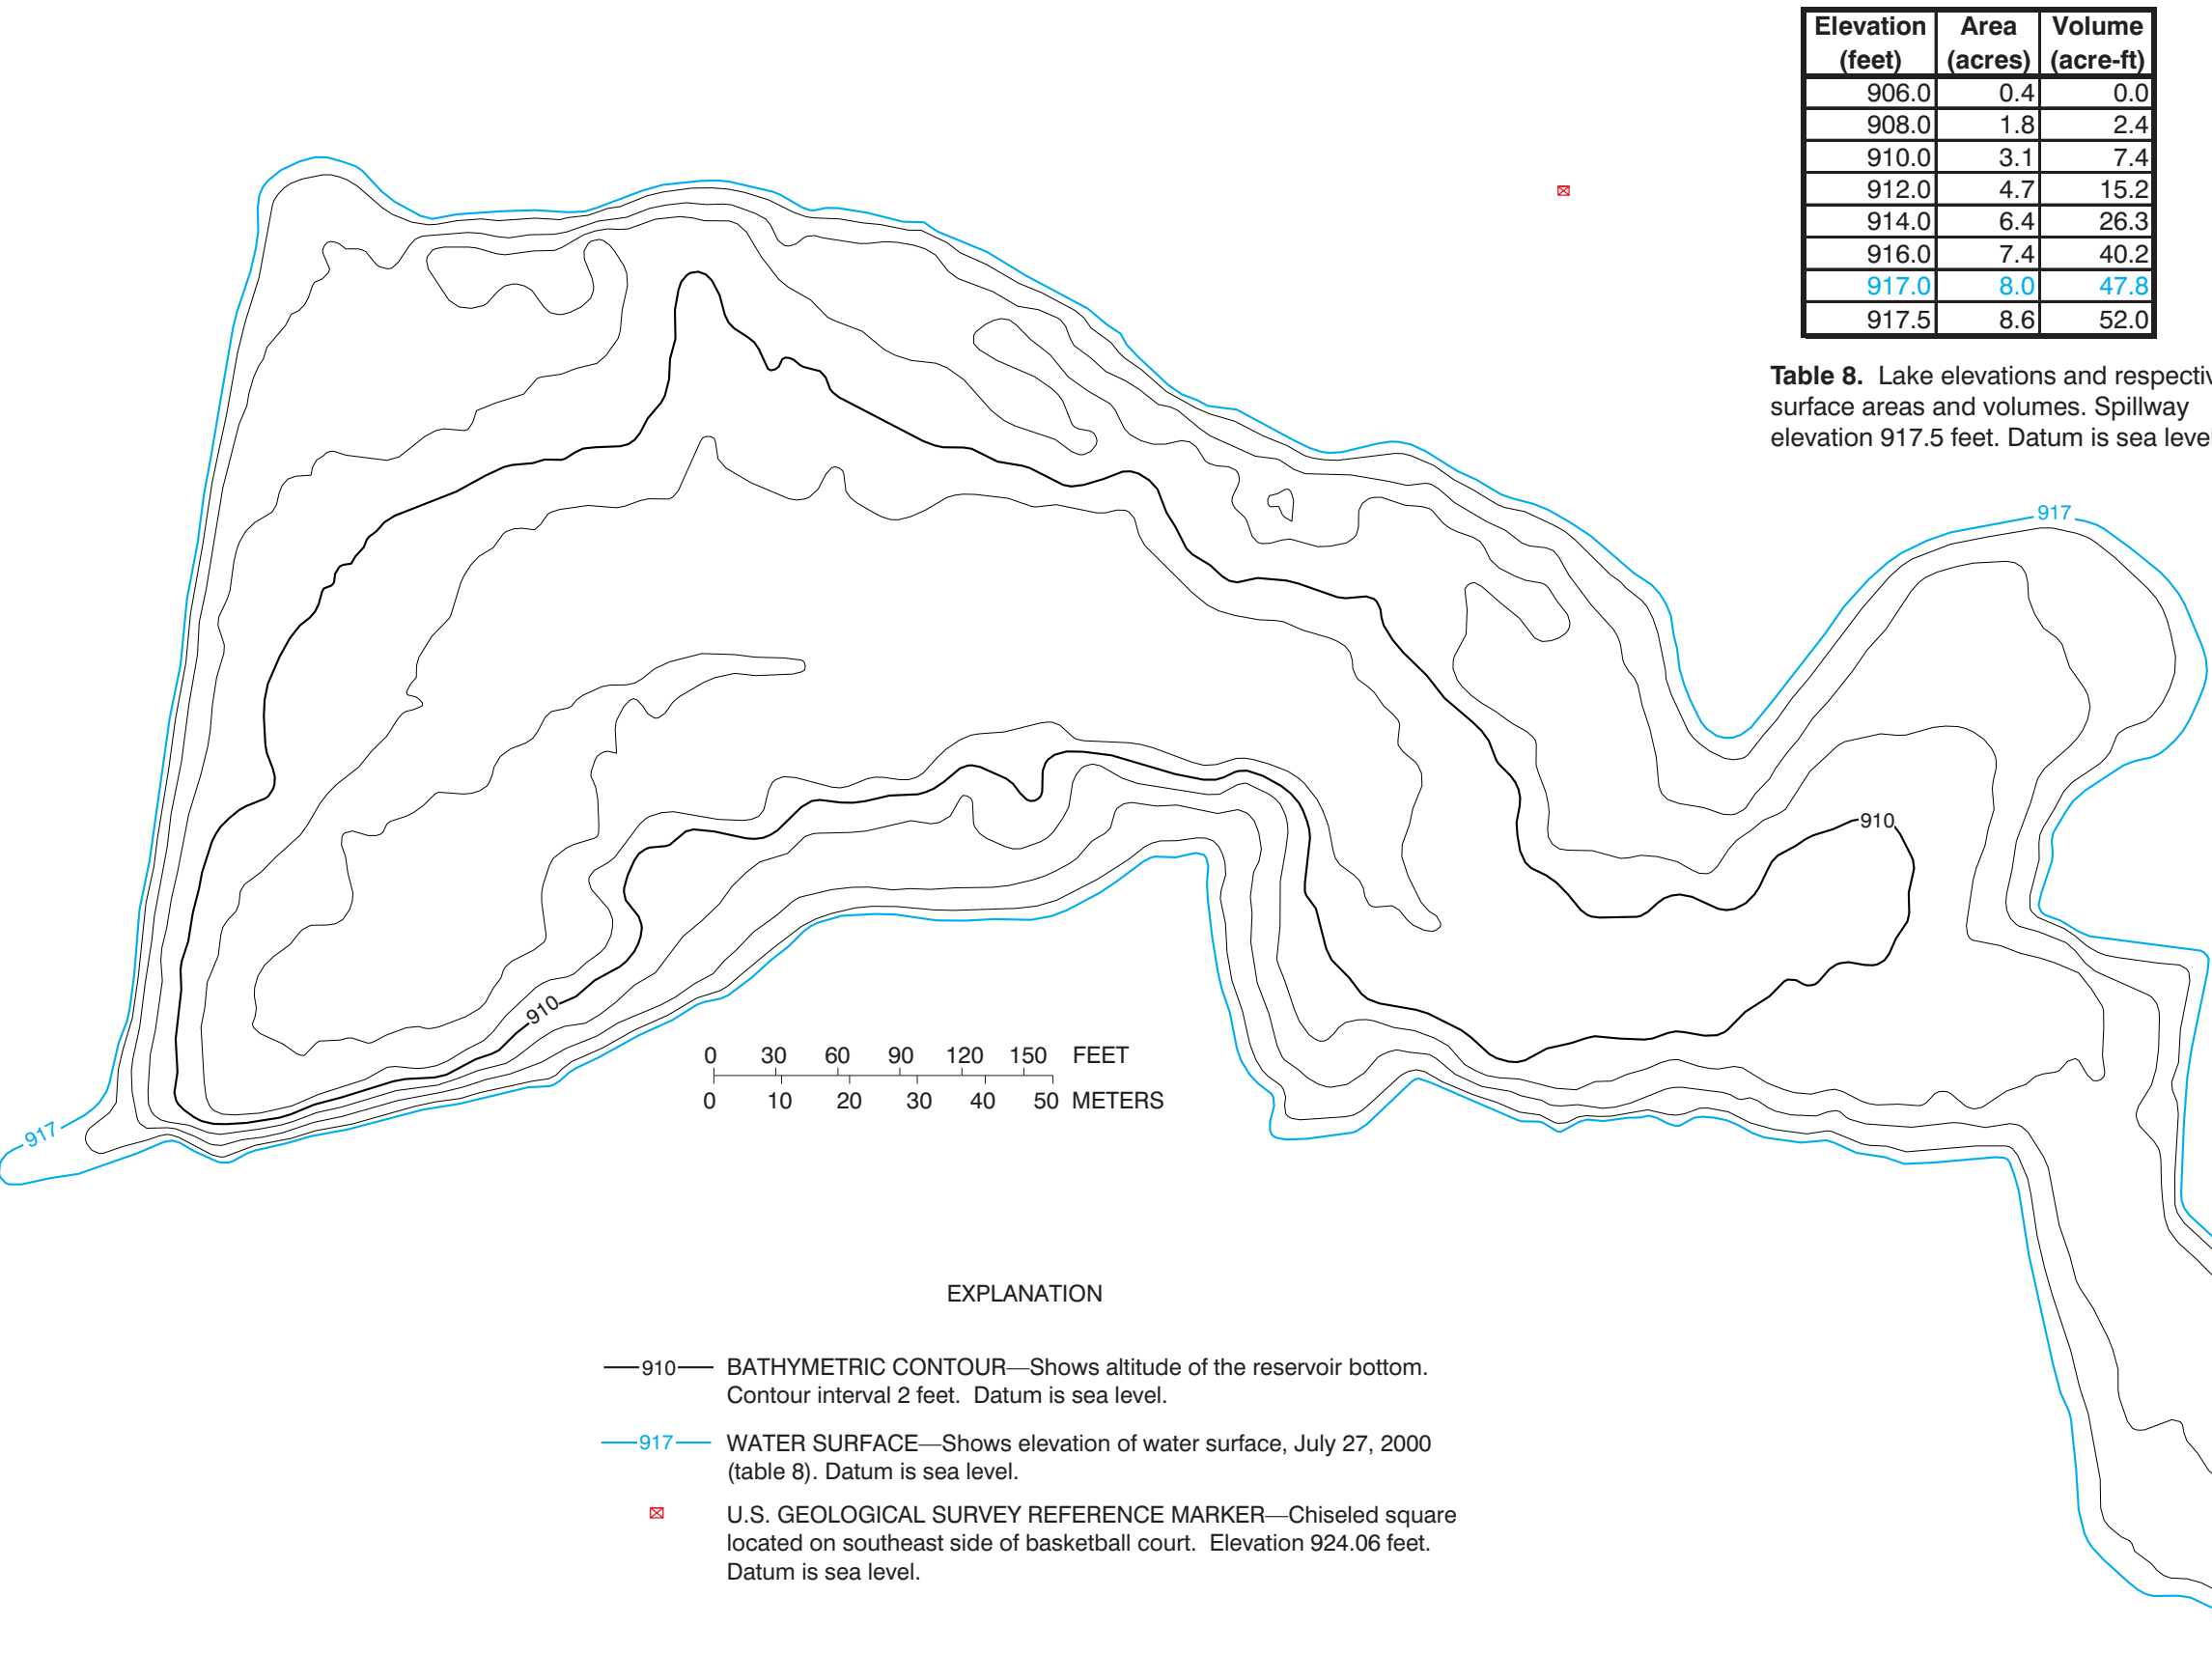 Elevation Area Volume
(feet) (acres) (acre-ft)
906.0 0.4 0.0
908.0 1.8 2.4
910.0 3.1 7.4
912.0 4.7 15.2
914.0 6.4 26.3
916.0 7.4 40.2
917.0 8.0 47.8
917.5 8.6 52.0
Table 8. Lake elevations and respectiv
surface areas and volumes. Spillway
elevation 917.5 feet. Datum is sea level
917
910
910
917
0 30 60 90 120 150 FEET
0 10 20 30 40 50 METERS
EXPLANATION
910 BATHYMETRIC CONTOUR—Shows altitude of the reservoir bottom.
Contour interval 2 feet. Datum is sea level.
917 WATER SURFACE—Shows elevation of water surface, July 27, 2000
(table 8). Datum is sea level.
U.S. GEOLOGICAL SURVEY REFERENCE MARKER—Chiseled square
located on southeast side of basketball court. Elevation 924.06 feet.
Datum is sea level.